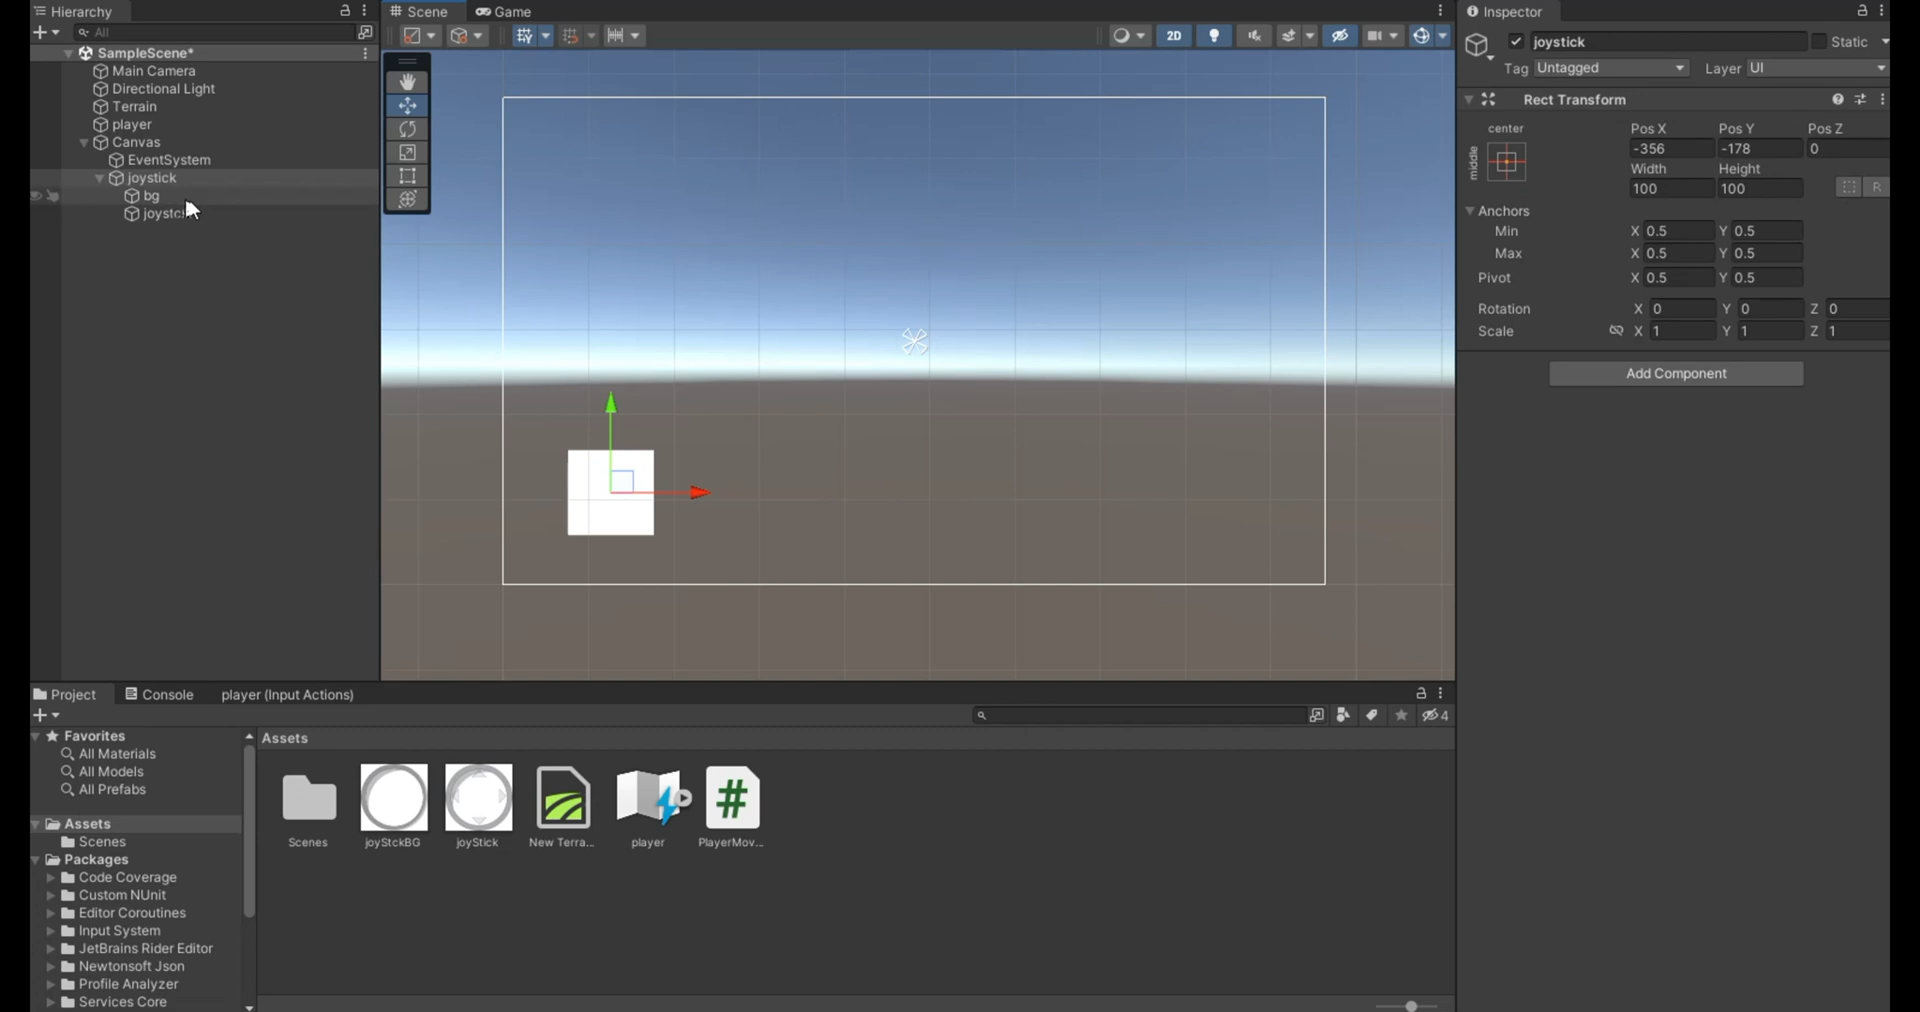 Hierarchy
All
SampleScene*
Main Camera
Directional Light
Terrain
player
Canvas
EventSystem
joystick
bg
Scene Game
2D
Inspector
joystick Static
Tag Untagged Layer UI
Rect Transform
center
middle
Pos X Pos Y Pos Z
-356 -178 0
Width Height
100 100
R
Anchors
Min X 0.5 Y 0.5
Max X 0.5 Y 0.5
Pivot X 0.5 Y 0.5
Rotation X 0 Y 0 Z 0
Scale X 1 Y 1 Z 1
Add Component
Project Console player (Input Actions)
4
Favorites
All Materials
All Models
All Prefabs
Assets
Scenes
Packages
Code Coverage
Custom NUnit
Editor Coroutines
Input System
JetBrains Rider Editor
Newtonsoft Json
Profile Analyzer
Services Core
Assets
Scenes joyStckBG joyStick New Terra... player PlayerMov...